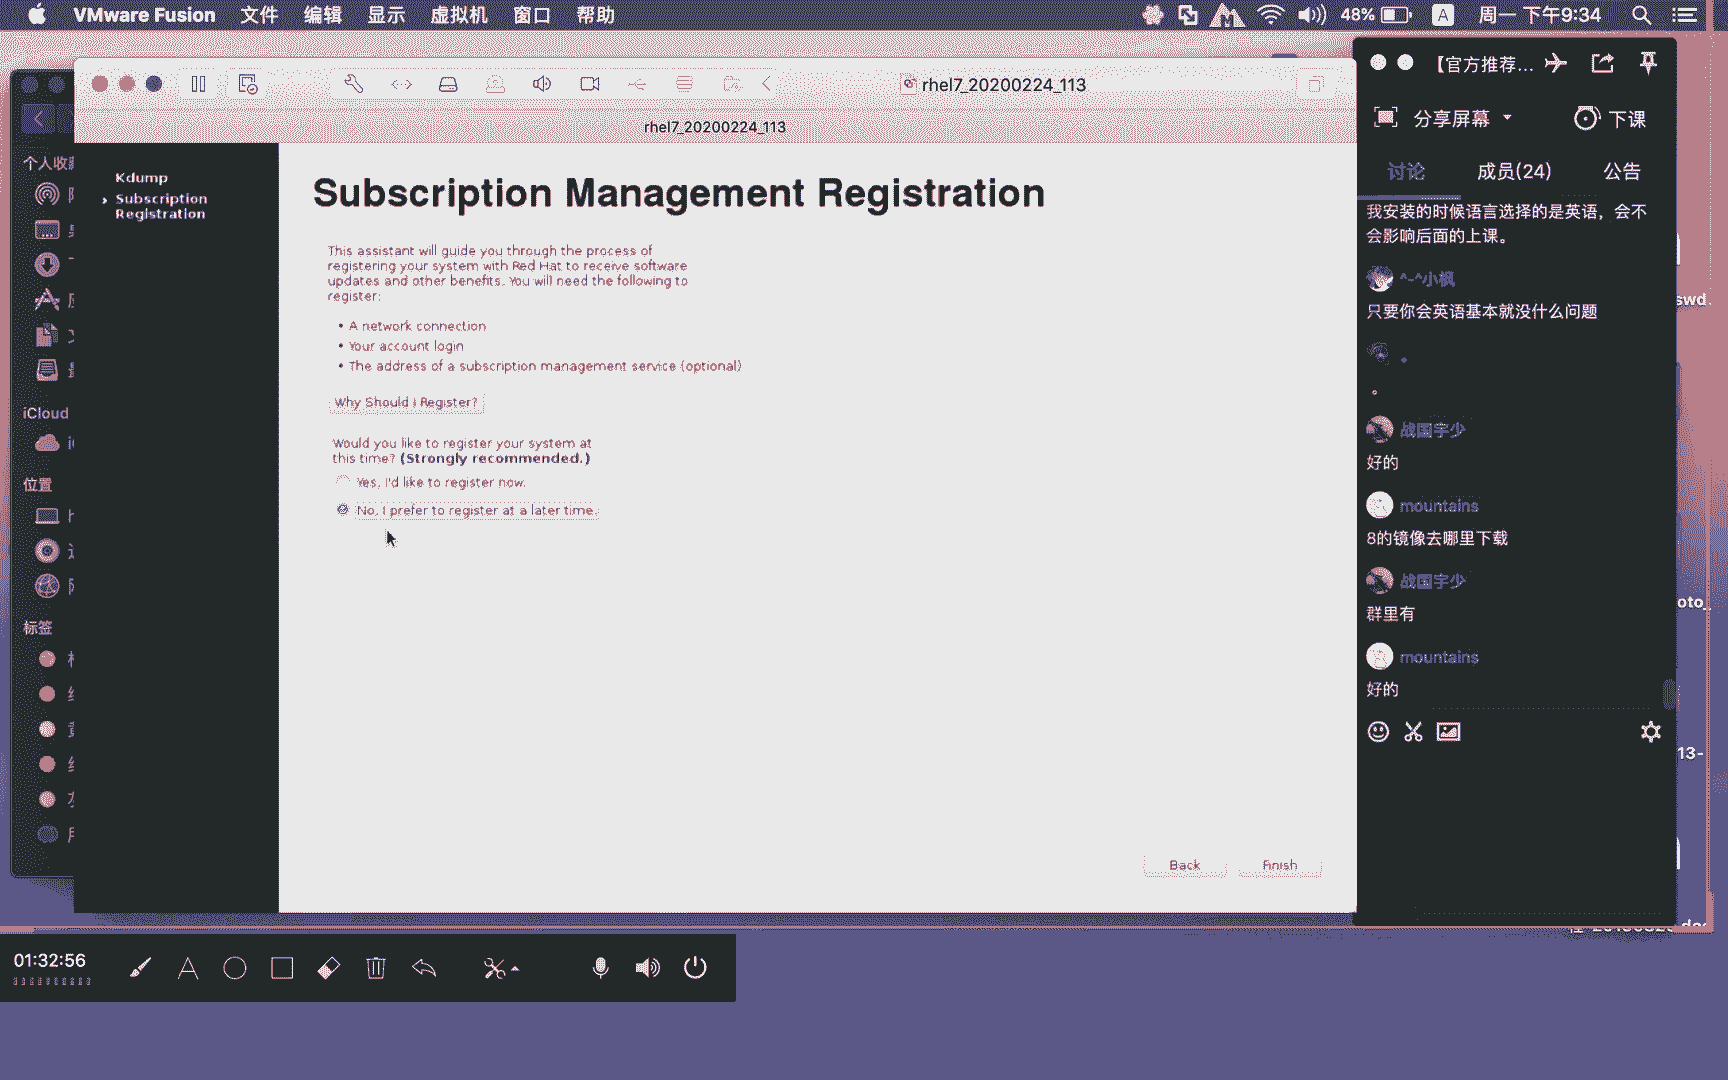 VMware Fusion 文件 编辑 显示 虚拟机 窗口 帮助 48% A 周一 下午9:34
rhel7_20200224_113
rhel7_20200224_113
个人收藏
iCloud
位置
标签
Kdump
Subscription
Registration
Subscription Management Registration
This assistant will guide you through the process of
registering your system with Red Hat to receive software
updates and other benefits. You will need the following to
register:
• A network connection
• Your account login
• The address of a subscription management service (optional)
Why Should I Register?
Would you like to register your system at
this time? (Strongly recommended.)
Yes, I'd like to register now.
No, I prefer to register at a later time.
Back Finish
【官方推荐...
分享屏幕 下课
讨论 成员(24) 公告
我安装的时候语言选择的是英语，会不
会影响后面的上课。
^-^小枫
只要你会英语基本就没什么问题
。
。
战国宇少
好的
mountains
8的镜像去哪里下载
战国宇少
群里有
mountains
好的
swd
oto_
13-
01:32:56